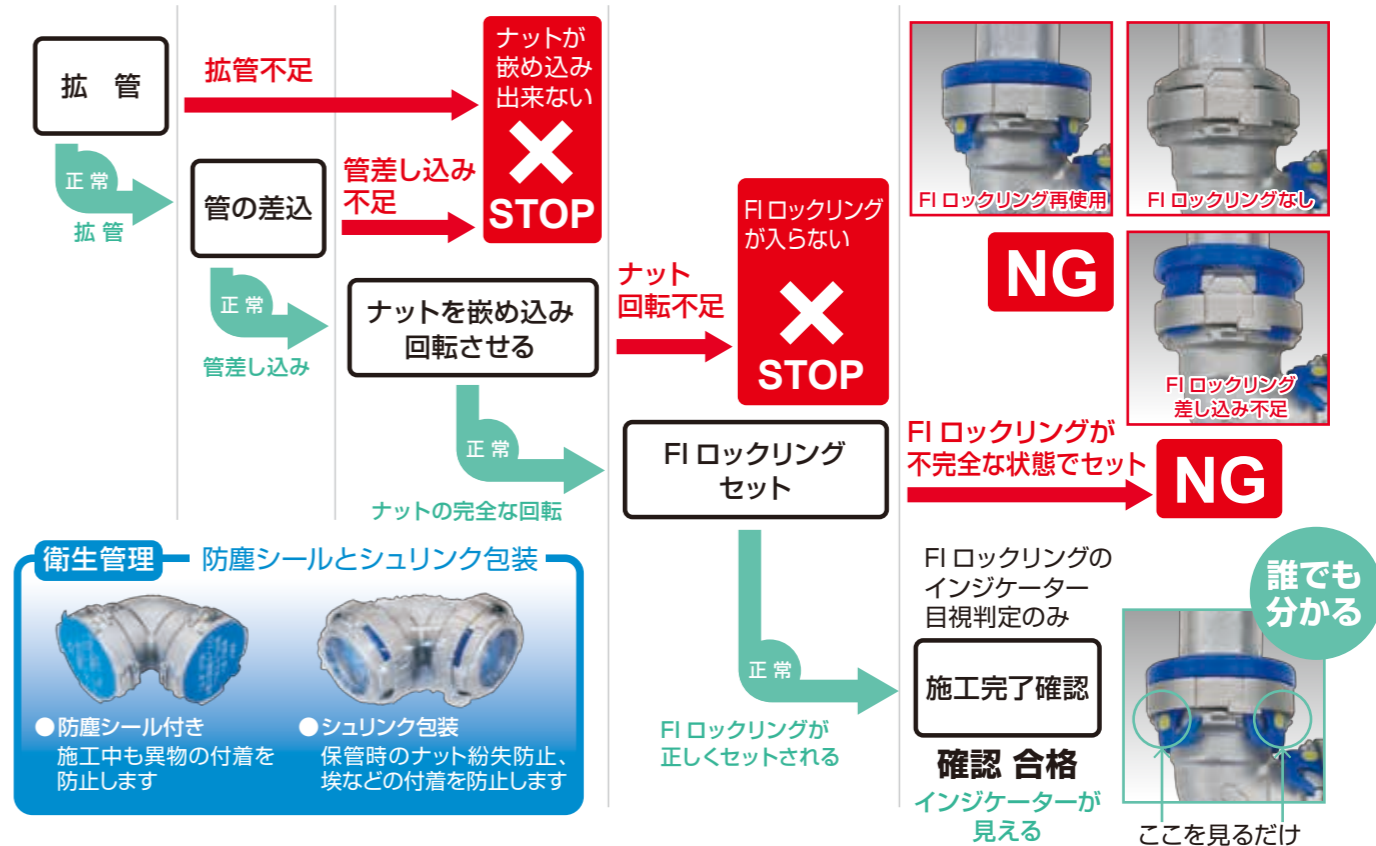 拡 管
拡管不足
ナットが
嵌め込み
出来ない
STOP
正 常
拡 管
管の差込
管差し込み
不足
正 常
管差し込み
ナットを嵌め込み
回転させる
ナット
回転不足
FI ロックリング
が入らない
STOP
正 常
ナットの完全な回転
FI ロックリング
セット
FI ロックリングが
不完全な状態でセット
NG
FI ロックリング再使用
FI ロックリングなし
NG
FI ロックリング
差し込み不足
正 常
FI ロックリングが
正しくセットされる
FI ロックリングの
インジケーター
目視判定のみ
施工完了確認
確認 合格
インジケーターが
見える
誰でも
分かる
ここを見るだけ
衛生管理
防塵シールとシュリンク包装
●防塵シール付き
施工中も異物の付着を
防止します
●シュリンク包装
保管時のナット紛失防止、
埃などの付着を防止します